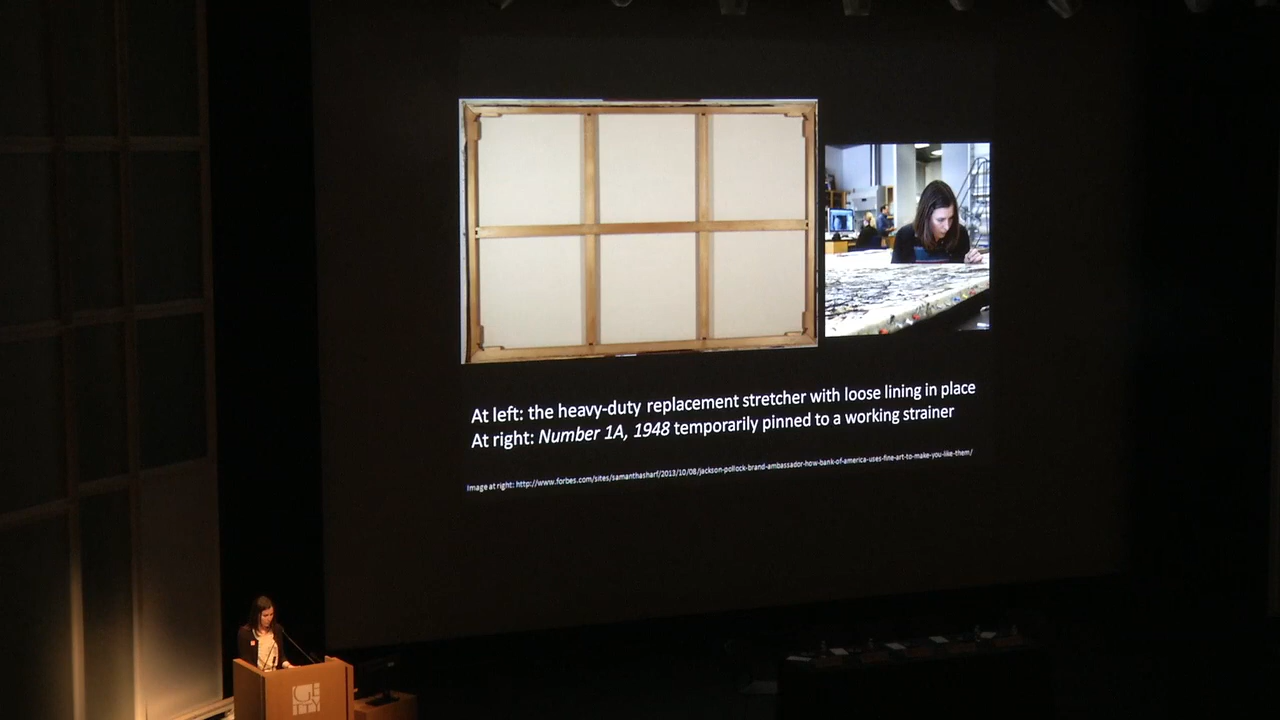 At left: the heavy-duty replacement stretcher with loose lining in place
At right: Number 1A, 1948 temporarily pinned to a working strainer
Image at right: http://www.forbes.com/sites/samanthasharf/2013/10/08/jackson-pollock-brand-ambassador-how-bank-of-america-uses-fine-art-to-make-you-like-them/